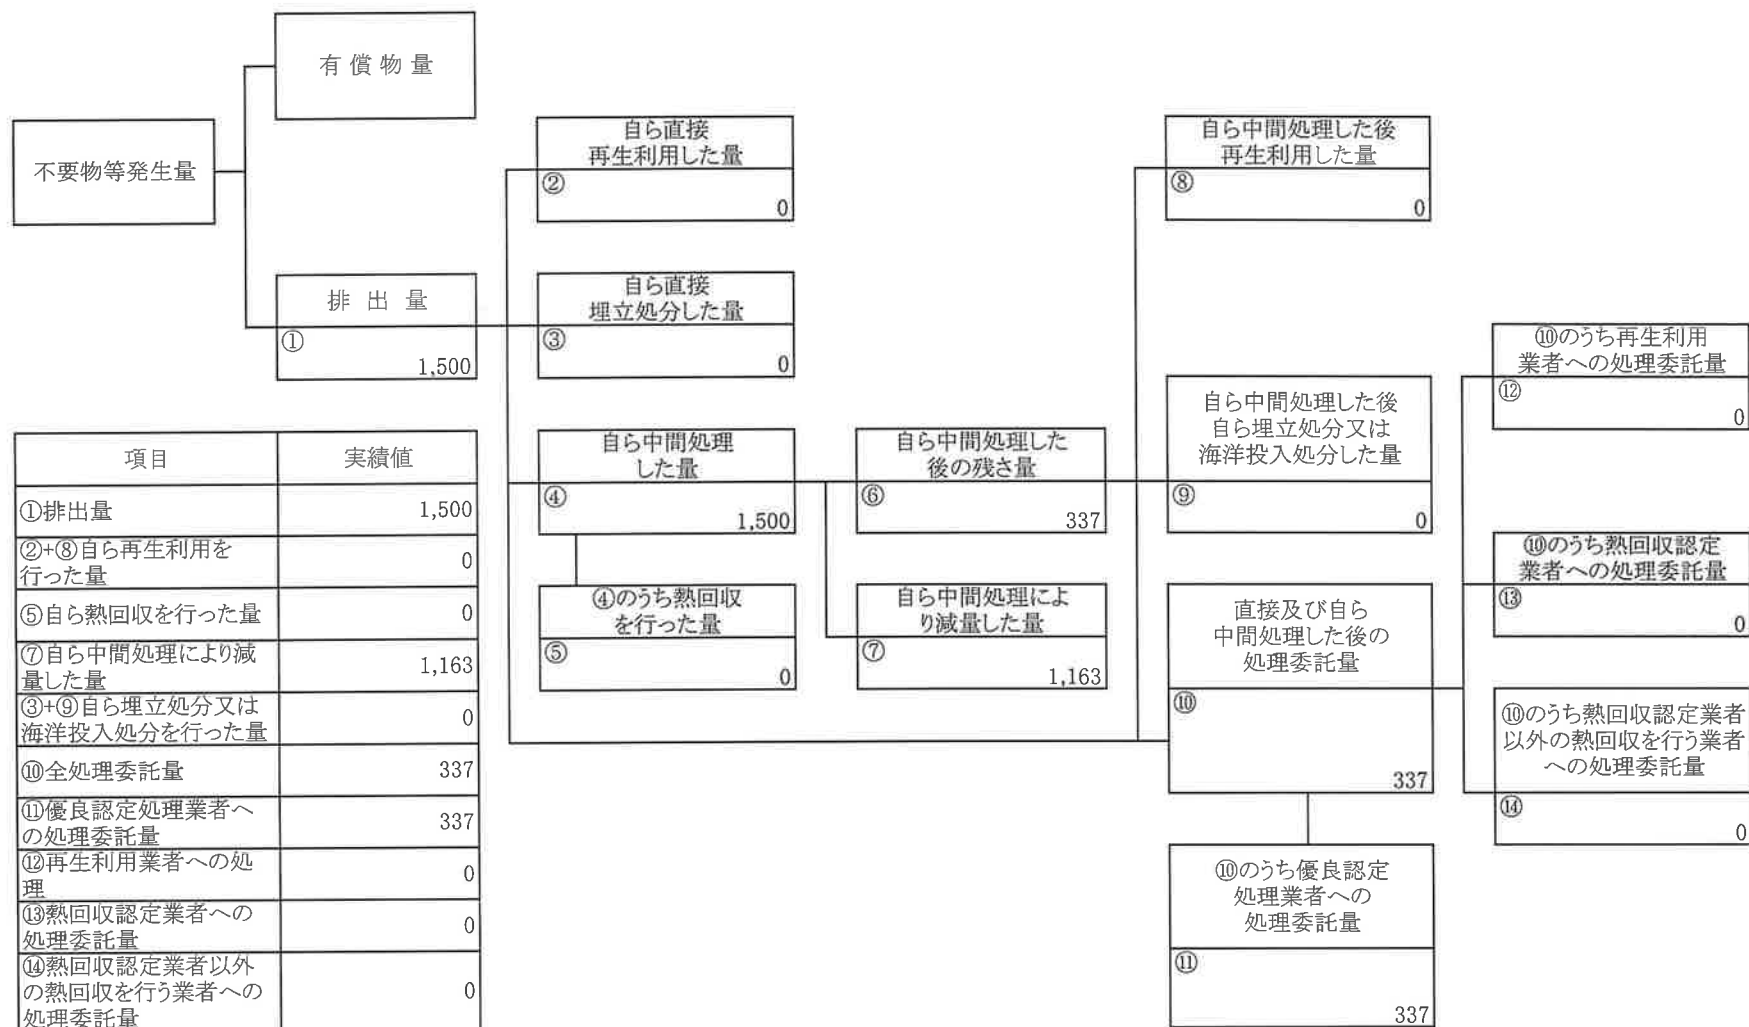 有償物量
不要物等発生量
排出量
①
1,500
自ら直接
再生利用した量
②
0
自ら直接
埋立処分した量
③
0
自ら中間処理
した量
④
1,500
④のうち熱回収
を行った量
⑤
0
自ら中間処理した
後の残さ量
⑥
337
自ら中間処理によ
り減量した量
⑦
1,163
自ら中間処理した後
再生利用した量
⑧
0
自ら中間処理した後
自ら埋立処分又は
海洋投入処分した量
⑨
0
直接及び自ら
中間処理した後の
処理委託量
⑩
337
⑩のうち優良認定
処理業者への
処理委託量
⑪
337
⑩のうち再生利用
業者への処理委託量
⑫
0
⑩のうち熱回収認定
業者への処理委託量
⑬
0
⑩のうち熱回収認定業者
以外の熱回収を行う業者
への処理委託量
⑭
0
項目 実績値
①排出量 1,500
②+⑧自ら再生利用を
行った量 0
⑤自ら熱回収を行った量 0
⑦自ら中間処理により減
量した量 1,163
③+⑨自ら埋立処分又は
海洋投入処分を行った量 0
⑩全処理委託量 337
⑪優良認定処理業者へ
の処理委託量 337
⑫再生利用業者への処
理 0
⑬熱回収認定業者への
処理委託量 0
⑭熱回収認定業者以外
の熱回収を行う業者への
処理委託量 0